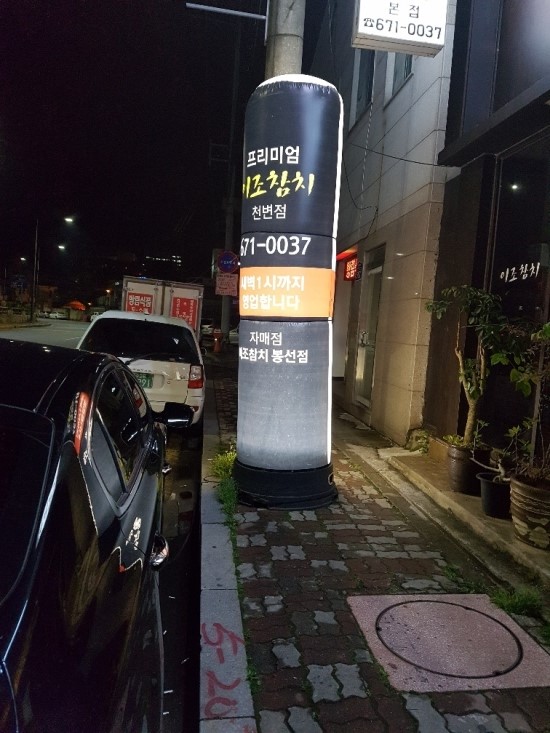 본점
☎671-0037
프리미엄
이조참치
천변점
671-0037
새벽1시까지
영업합니다
자매점
이조참치 봉선점
이조참치
5-20